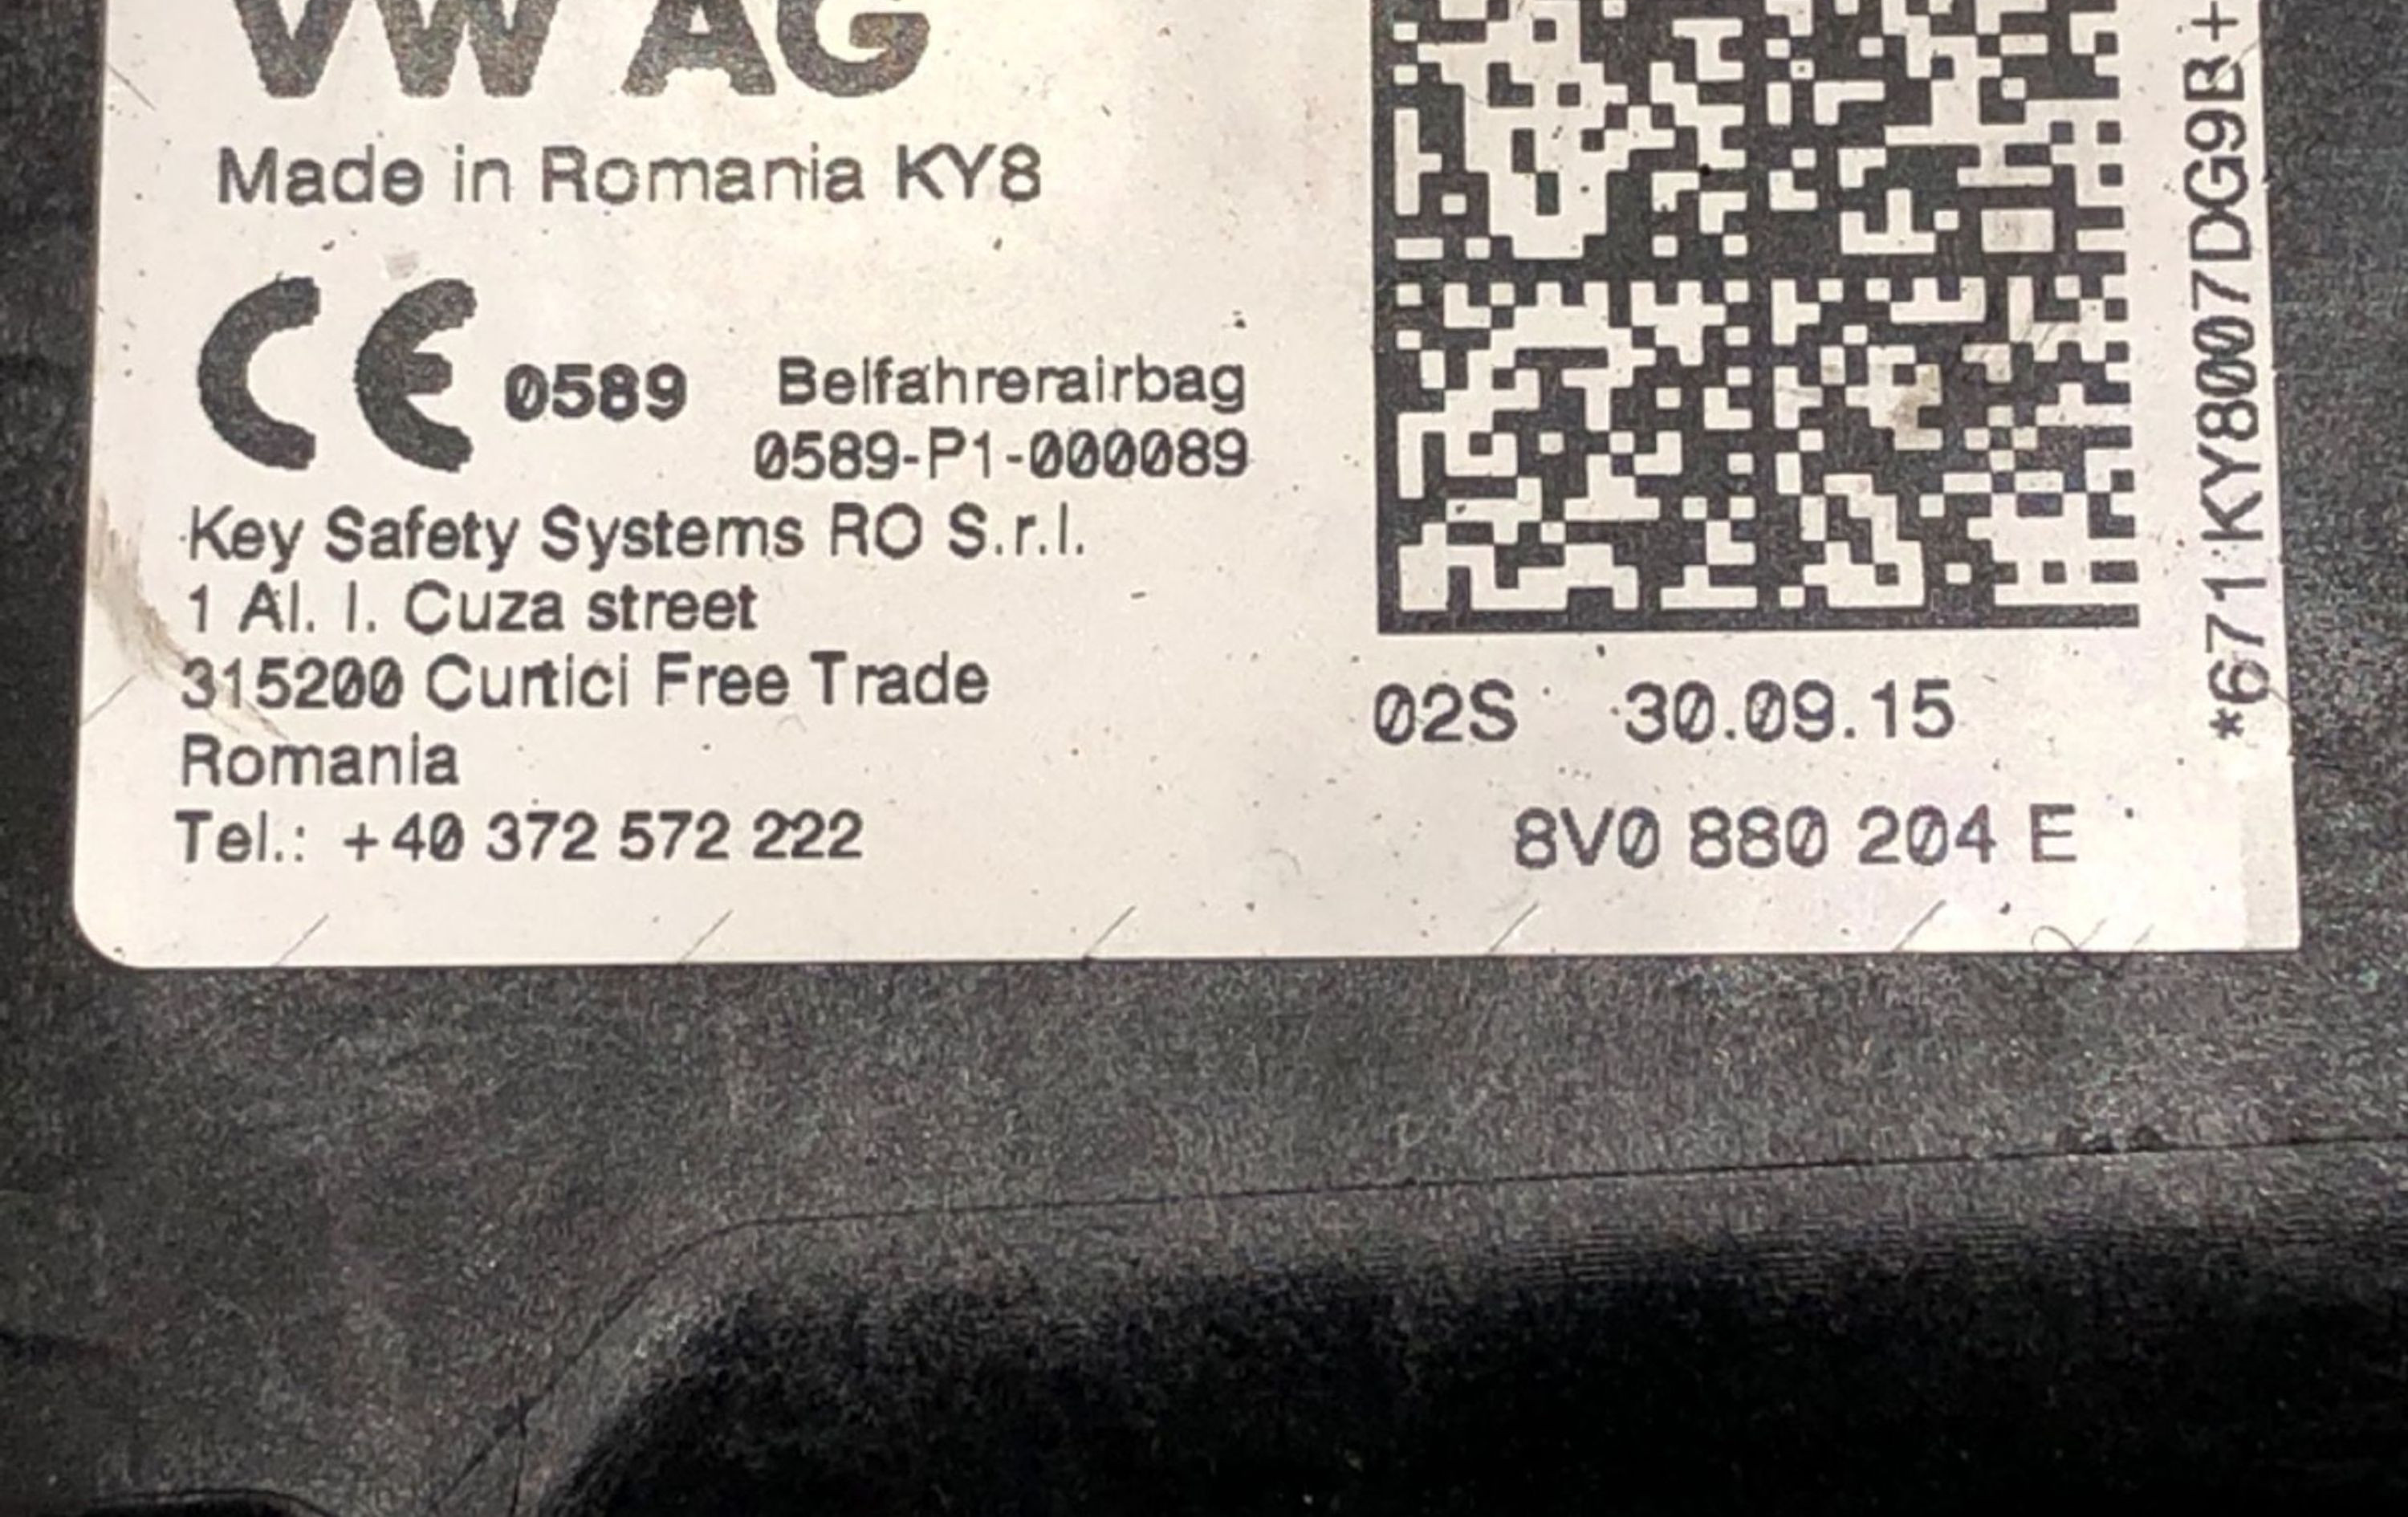 VW AG
Made in Romania KY8
CE 0589 Beifahrerairbag
0589-P1-000089
Key Safety Systems RO S.r.l.
1 Al. I. Cuza street
315200 Curtici Free Trade
Romania
Tel.: +40 372 572 222
02S 30.09.15
8V0 880 204 E
*671 KY8007DG9B+